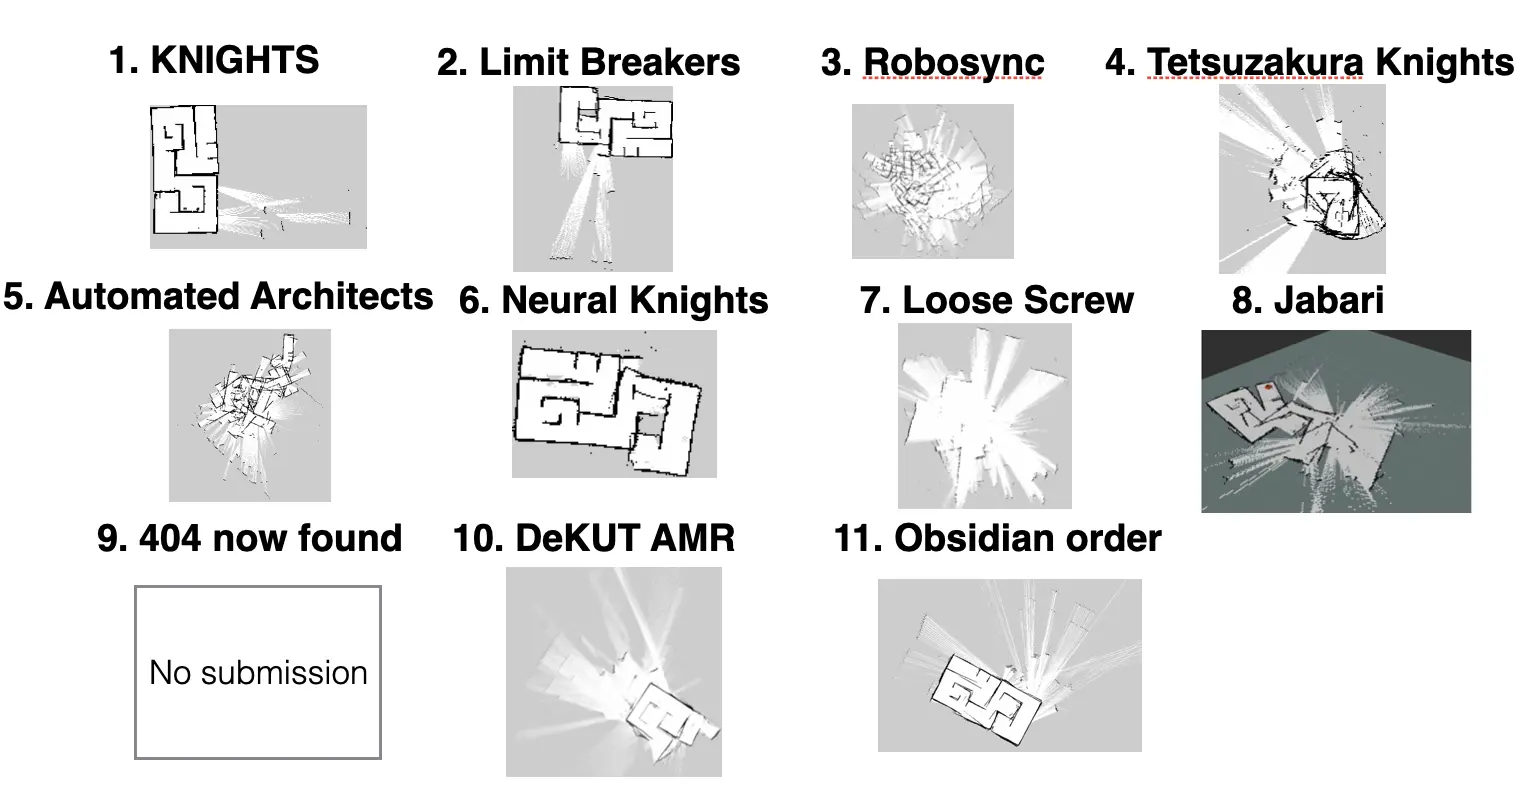 1. KNIGHTS
2. Limit Breakers
3. Robosync
4. Tetsuzakura Knights
5. Automated Architects
6. Neural Knights
7. Loose Screw
8. Jabari
9. 404 now found
10. DeKUT AMR
11. Obsidian order
No submission